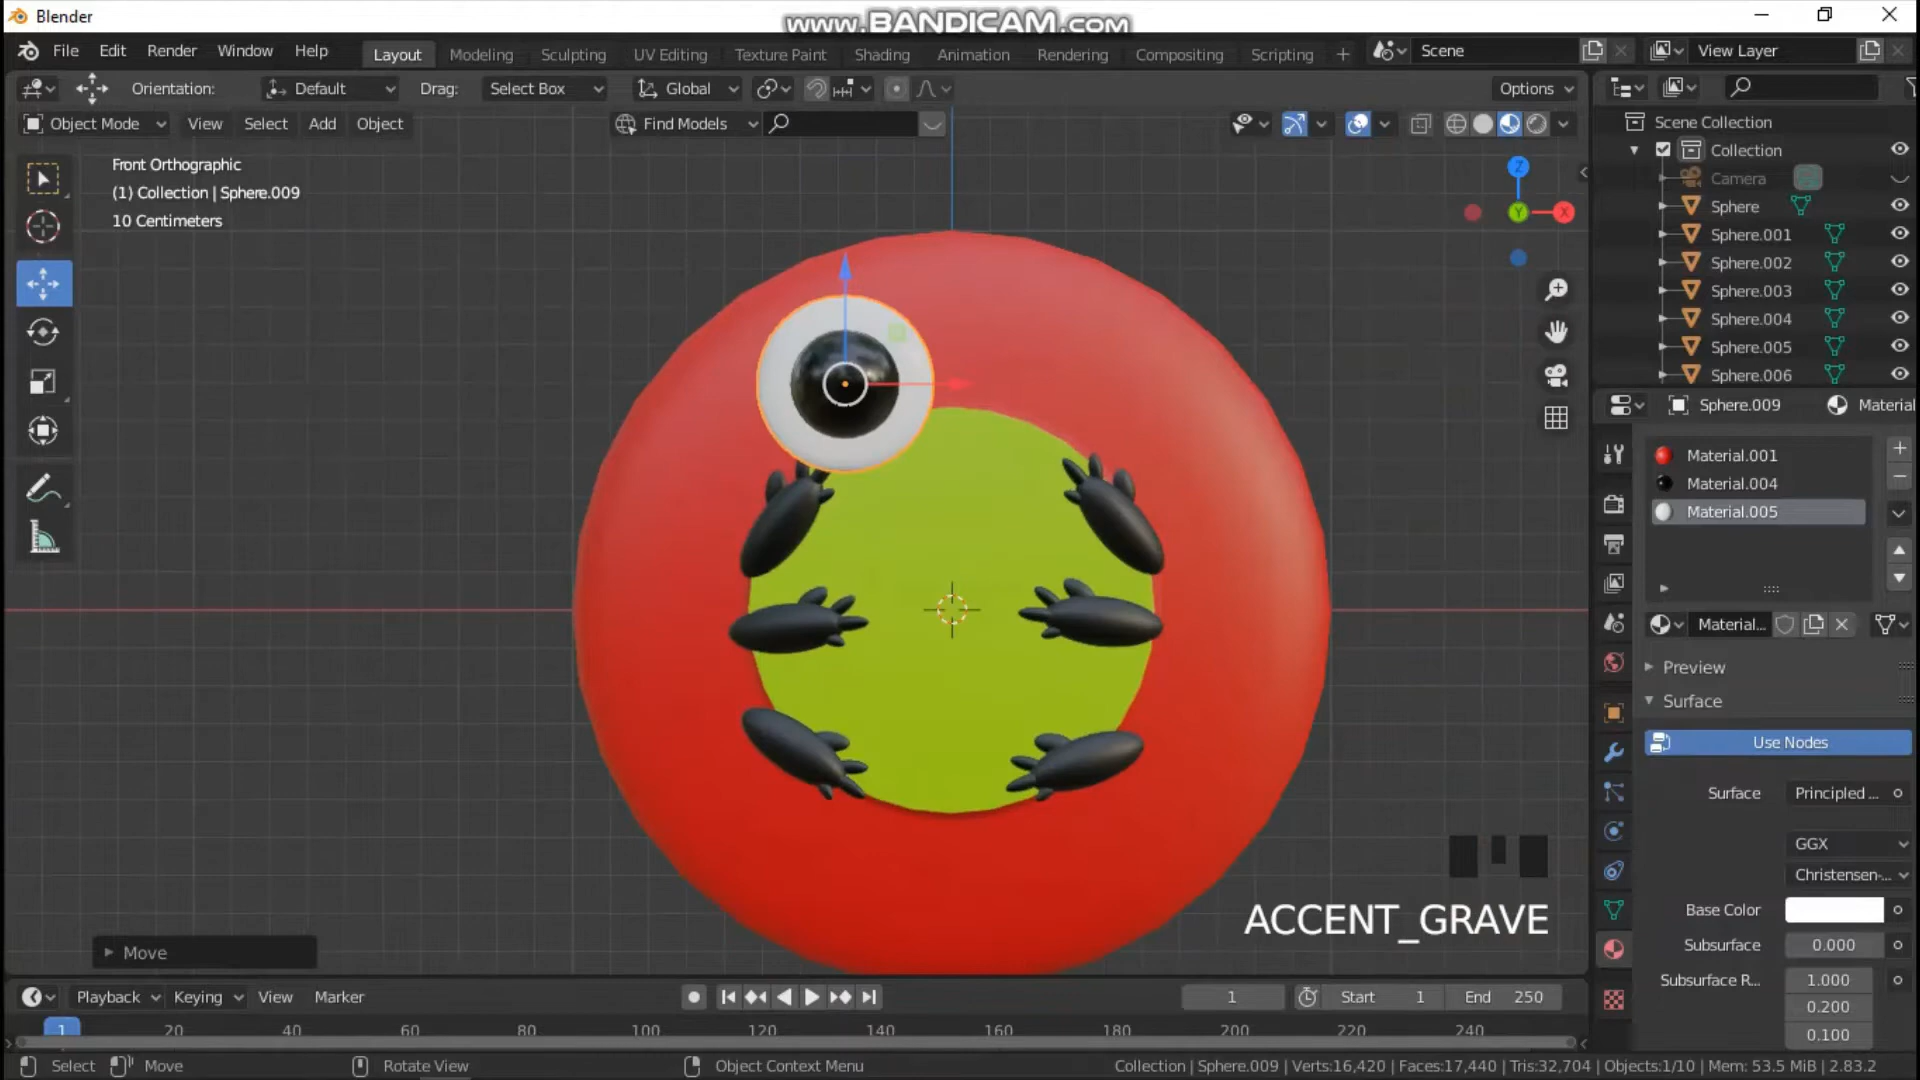 Blender
www.BANDICAM.com
File Edit Render Window Help
Layout Modeling Sculpting UV Editing Texture Paint Shading Animation Rendering Compositing Scripting +
Scene
View Layer
Orientation: Default Drag: Select Box Global Options
Object Mode View Select Add Object Find Models
Front Orthographic
(1) Collection | Sphere.009
10 Centimeters
Z
Y
X
Scene Collection
Collection
Camera
Sphere
Sphere.001
Sphere.002
Sphere.003
Sphere.004
Sphere.005
Sphere.006
Sphere.009 Material
Material.001
Material.004
Material.005
Material...
Preview
Surface
Use Nodes
Surface Principled ...
GGX
Christensen-...
Base Color
Subsurface 0.000
Subsurface R... 1.000
0.200
0.100
ACCENT_GRAVE
Move
Playback Keying View Marker 1 Start 1 End 250
1 20 40 60 80 100 120 140 160 180 200 220 240
Select Move Rotate View Object Context Menu Collection | Sphere.009 | Verts:16,420 | Faces:17,440 | Tris:32,704 | Objects:1/10 | Mem: 53.5 MiB | 2.83.2